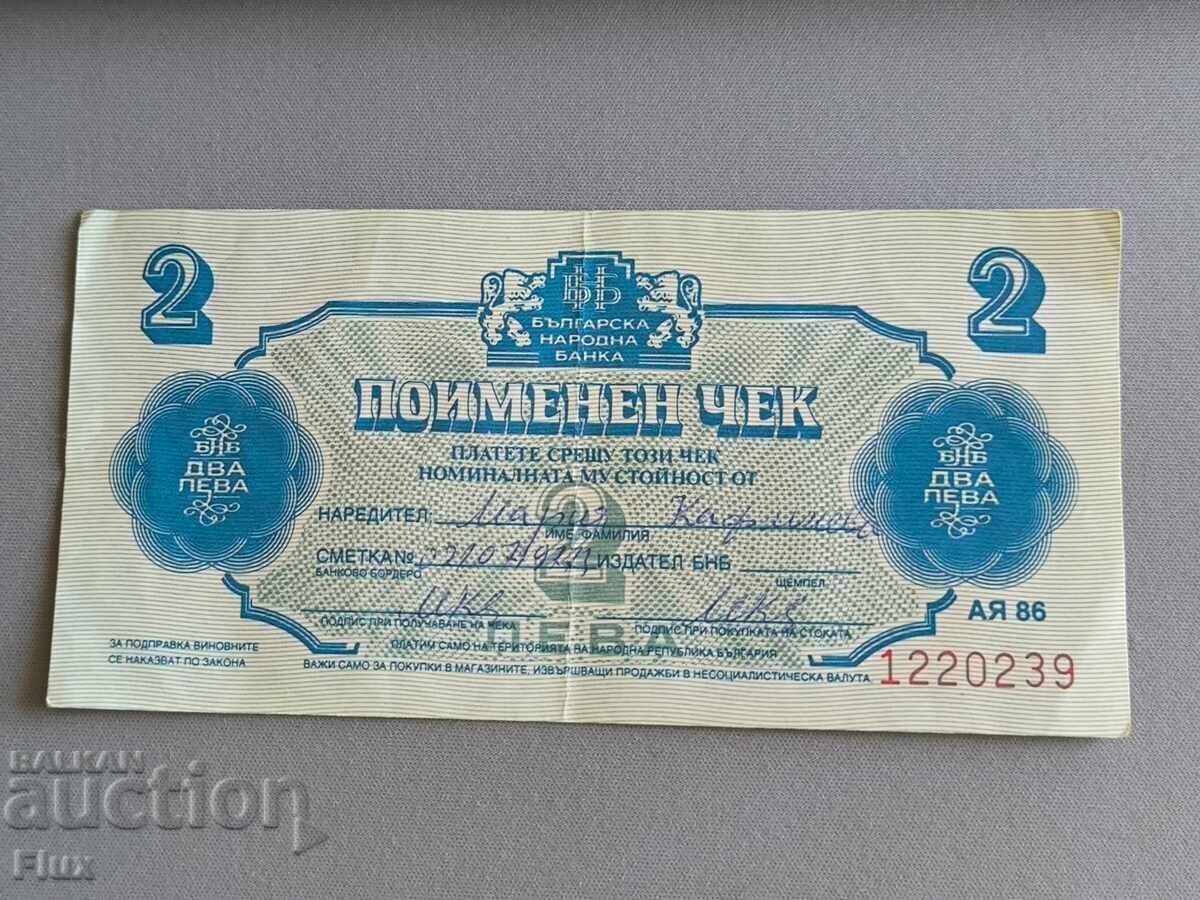 2
2
БНБ
БЪЛГАРСКА
НАРОДНА
БАНКА
ПОИМЕНЕН ЧЕК
ПЛАТЕТЕ СРЕЩУ ТОЗИ ЧЕК
НОМИНАЛНАТА МУ СТОЙНОСТ ОТ
БНБ
ДВА
ЛЕВА
БНБ
ДВА
ЛЕВА
2
НАРЕДИТЕЛ: Мария
ИМЕ ФАМИЛИЯ
СМЕТКА № ИЗДАТЕЛ БНБ
БАНКОВО БОРДЕРО ЩЕМПЕЛ
ПОДПИС ПРИ ПОЛУЧАВАНЕ НА ЧЕКА ПОДПИС ПРИ ПОКУПКАТА НА СТОКАТА
ЛЕВА
АЯ 86
ЗА ПОДПРАВКА ВИНОВНИТЕ
СЕ НАКАЗВАТ ПО ЗАКОНА
ПЛАТИМ САМО НА ТЕРИТОРИЯТА НА НАРОДНА РЕПУБЛИКА БЪЛГАРИЯ
ВАЖИ САМО ЗА ПОКУПКИ В МАГАЗИНИТЕ, ИЗВЪРШВАЩИ ПРОДАЖБИ В НЕСОЦИАЛИСТИЧЕСКА ВАЛУТА
1220239
BALKAN
auction
Flux